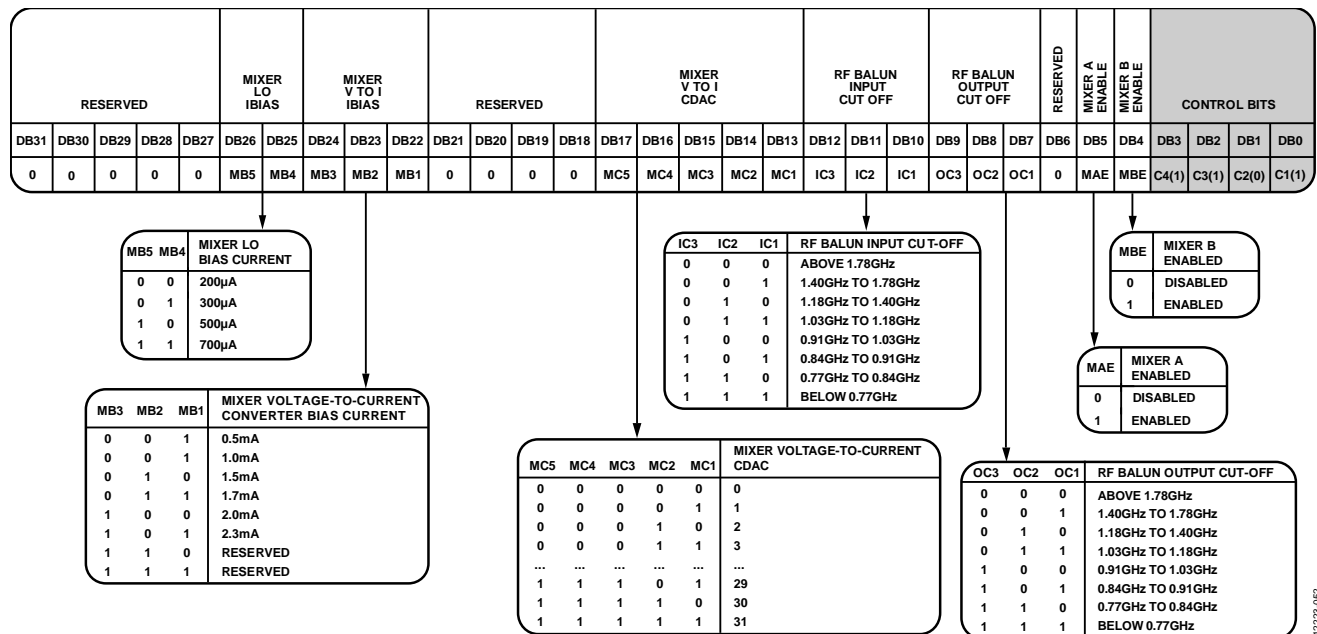 RESERVED
MIXER
LO
IBIAS
MIXER
V TO I
IBIAS
RESERVED
MIXER
V TO I
CDAC
RF BALUN
INPUT
CUT OFF
RF BALUN
OUTPUT
CUT OFF
RESERVED
MIXER A
ENABLE
MIXER B
ENABLE
CONTROL BITS
DB31 DB30 DB29 DB28 DB27 DB26 DB25 DB24 DB23 DB22 DB21 DB20 DB19 DB18 DB17 DB16 DB15 DB14 DB13 DB12 DB11 DB10 DB9 DB8 DB7 DB6 DB5 DB4 DB3 DB2 DB1 DB0
0 0 0 0 0 MB5 MB4 MB3 MB2 MB1 0 0 0 0 MC5 MC4 MC3 MC2 MC1 IC3 IC2 IC1 OC3 OC2 OC1 0 MAE MBE C4(1) C3(1) C2(0) C1(1)
MB5 MB4 MIXER LO
BIAS CURRENT
0 0 200µA
0 1 300µA
1 0 500µA
1 1 700µA
MB3 MB2 MB1 MIXER VOLTAGE-TO-CURRENT
CONVERTER BIAS CURRENT
0 0 1 0.5mA
0 0 1 1.0mA
0 1 0 1.5mA
0 1 1 1.7mA
1 0 0 2.0mA
1 0 1 2.3mA
1 1 0 RESERVED
1 1 1 RESERVED
IC3 IC2 IC1 RF BALUN INPUT CUT-OFF
0 0 0 ABOVE 1.78GHz
0 0 1 1.40GHz TO 1.78GHz
0 1 0 1.18GHz TO 1.40GHz
0 1 1 1.03GHz TO 1.18GHz
1 0 0 0.91GHz TO 1.03GHz
1 0 1 0.84GHz TO 0.91GHz
1 1 0 0.77GHz TO 0.84GHz
1 1 1 BELOW 0.77GHz
MC5 MC4 MC3 MC2 MC1 MIXER VOLTAGE-TO-CURRENT
CDAC
0 0 0 0 0 0
0 0 0 0 1 1
0 0 0 1 0 2
0 0 0 1 1 3
... ... ... ... ... ...
1 1 1 0 1 29
1 1 1 1 0 30
1 1 1 1 1 31
MBE MIXER B
ENABLED
0 DISABLED
1 ENABLED
MAE MIXER A
ENABLED
0 DISABLED
1 ENABLED
OC3 OC2 OC1 RF BALUN OUTPUT CUT-OFF
0 0 0 ABOVE 1.78GHz
0 0 1 1.40GHz TO 1.78GHz
0 1 0 1.18GHz TO 1.40GHz
0 1 1 1.03GHz TO 1.18GHz
1 0 0 0.91GHz TO 1.03GHz
1 0 1 0.84GHz TO 0.91GHz
1 1 0 0.77GHz TO 0.84GHz
1 1 1 BELOW 0.77GHz